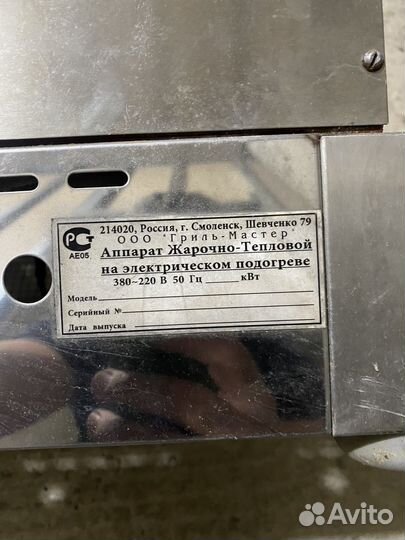 РСТ
АЕ05
214020, Россия, г. Смоленск, Шевченко 79
ООО "Гриль-Мастер"
Аппарат Жарочно-Тепловой
на электрическом подогреве
380~220 В 50 Гц ______ кВт
Модель
Серийный №
Дата выпуска
Avito